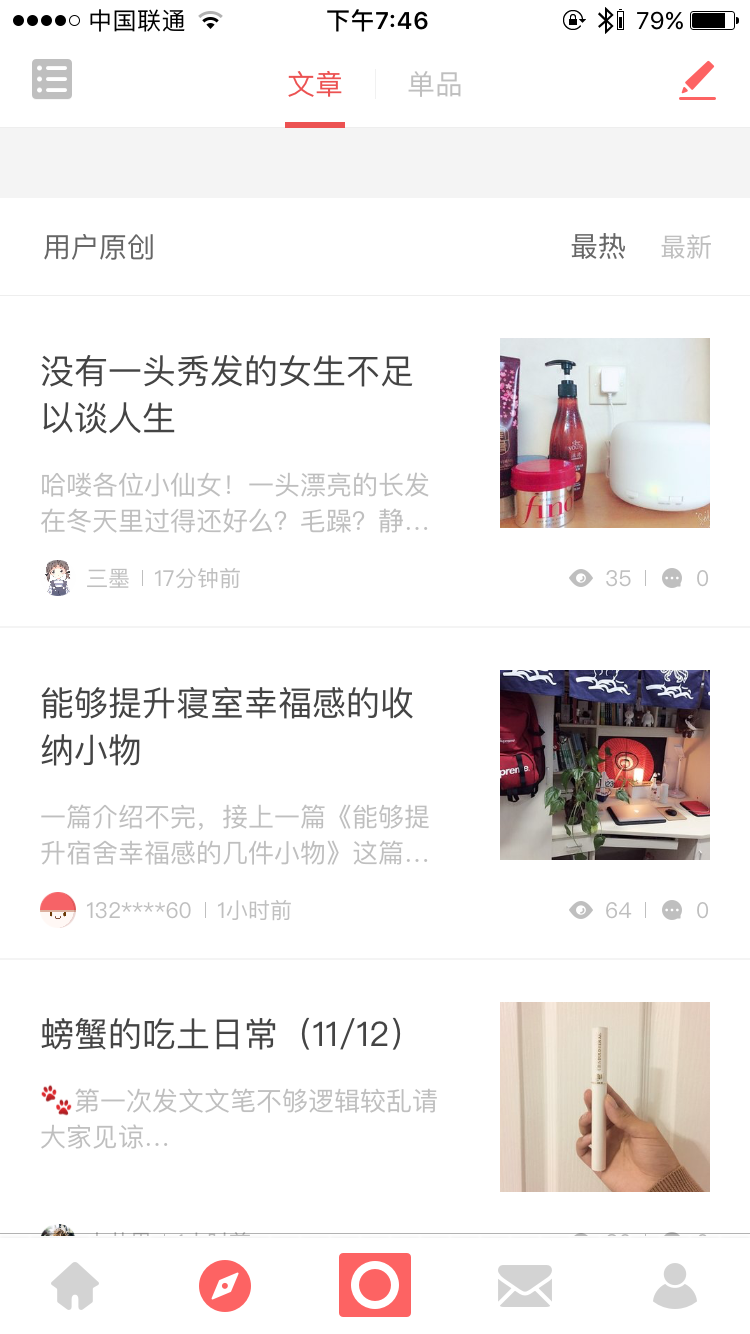 中国联通 下午7:46 79%
文章 单品
用户原创 最热 最新
没有一头秀发的女生不足
以谈人生
哈喽各位小仙女！一头漂亮的长发
在冬天里过得还好么？毛躁？静...
三墨 17分钟前 35 0
fino
能够提升寝室幸福感的收
纳小物
一篇介绍不完，接上一篇《能够提
升宿舍幸福感的几件小物》这篇...
132****60 1小时前 64 0
preme
螃蟹的吃土日常（11/12）
🐾第一次发文文笔不够逻辑较乱请
大家见谅...